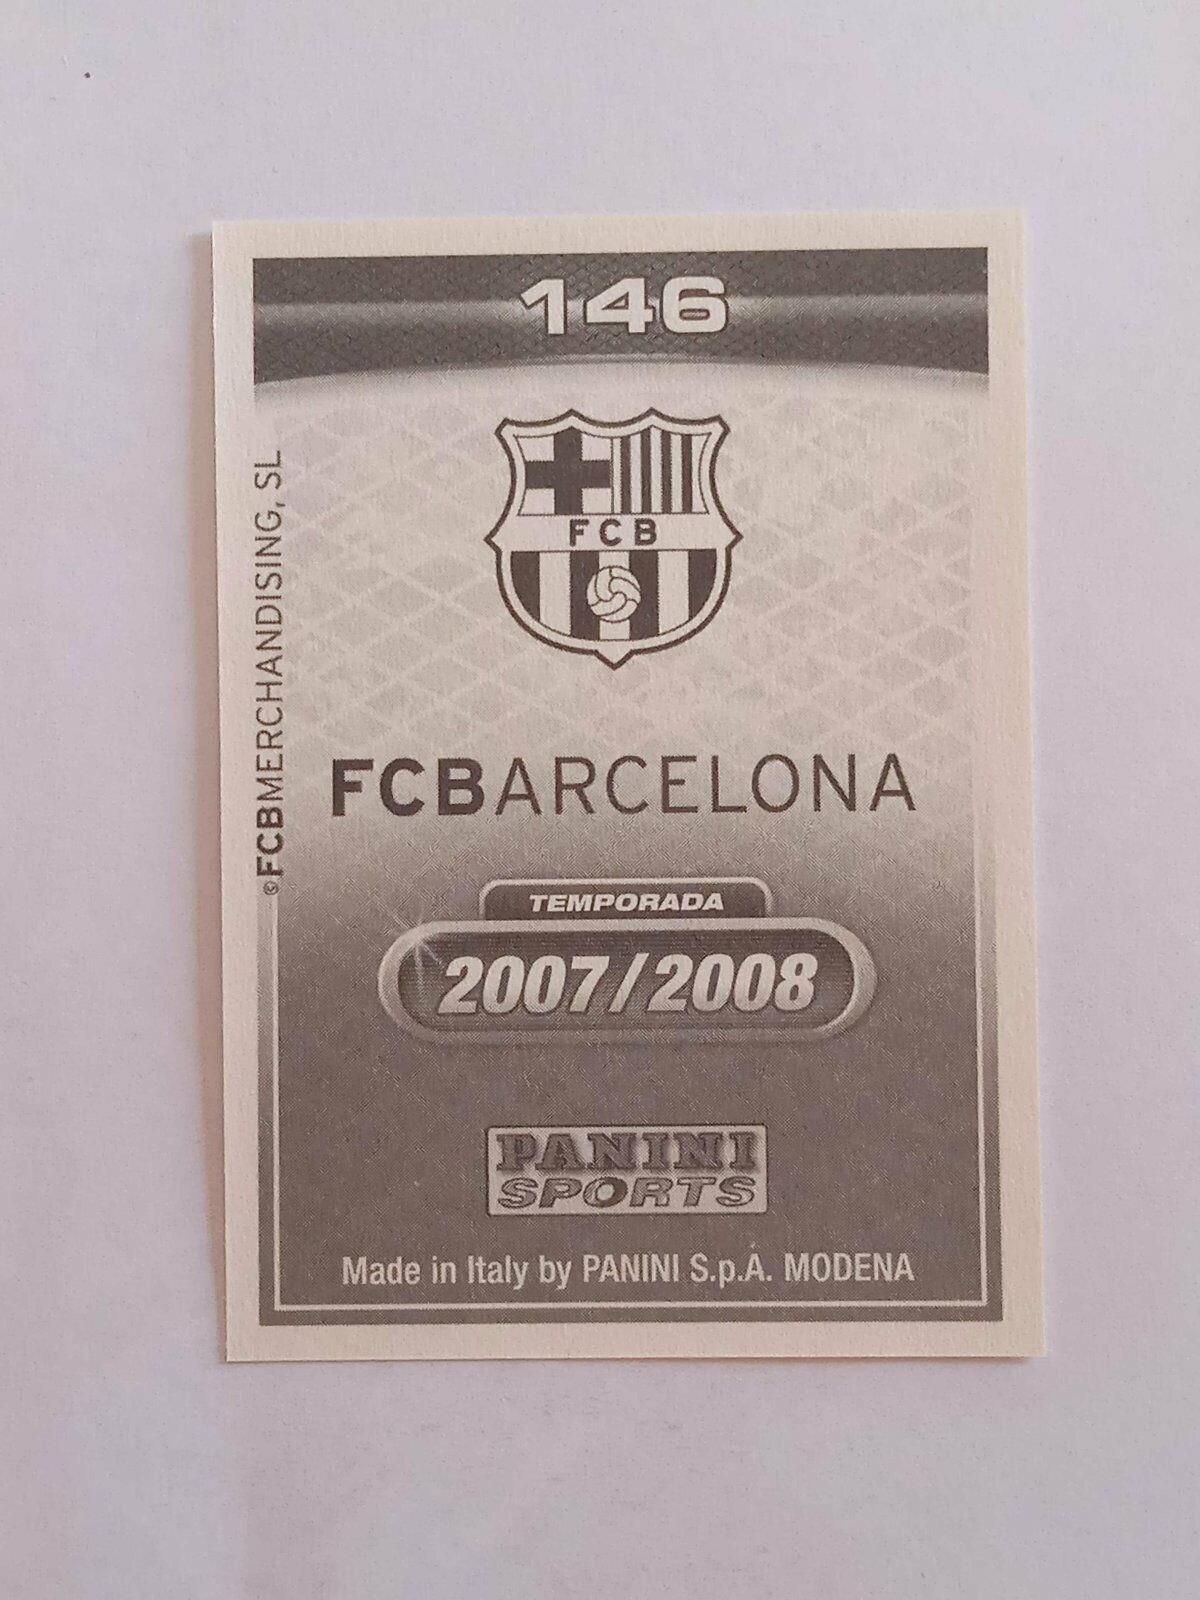 146
FCB
©FCBMERCHANDISING, SL
FCBARCELONA
TEMPORADA
2007/2008
PANINI
SPORTS
Made in Italy by PANINI S.p.A. MODENA